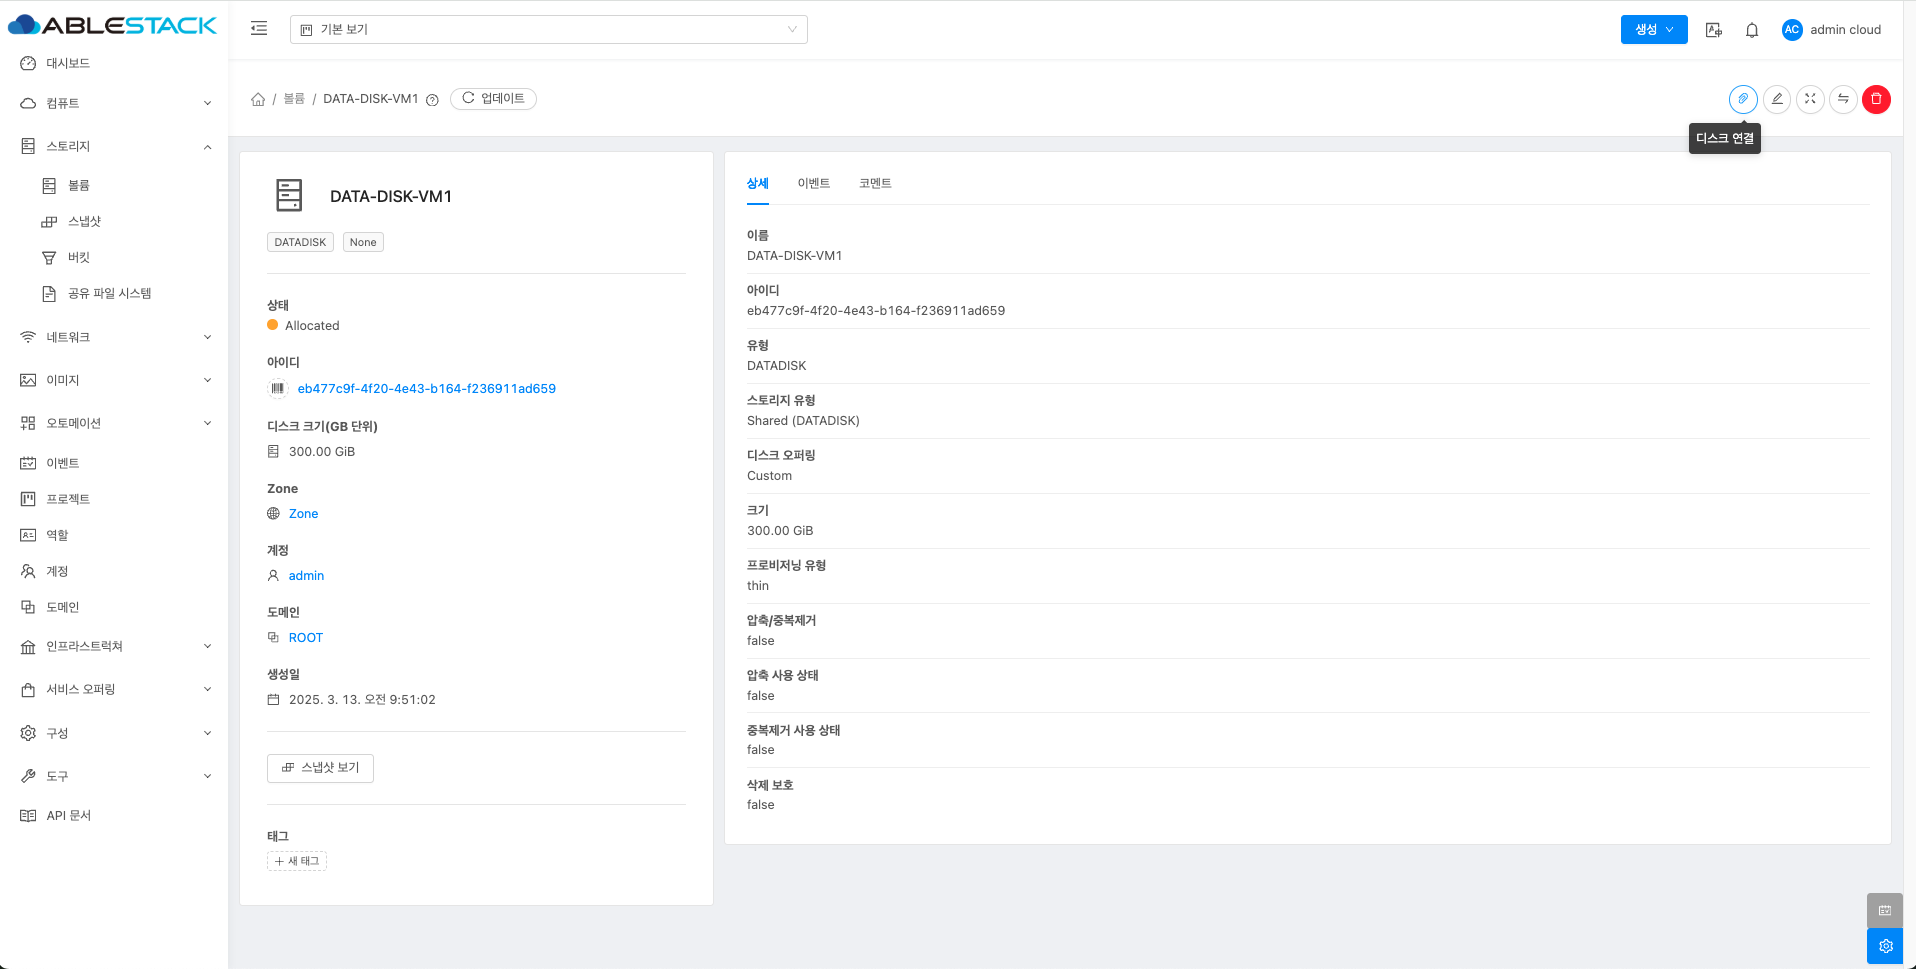 ABLESTACK
기본 보기
생성
AC
admin cloud
대시보드
컴퓨트
스토리지
볼륨
스냅샷
버킷
공유 파일 시스템
네트워크
이미지
오토메이션
이벤트
프로젝트
역할
계정
도메인
인프라스트럭쳐
서비스 오퍼링
구성
도구
API 문서
/ 볼륨 / DATA-DISK-VM1
업데이트
디스크 연결
DATA-DISK-VM1
DATADISK
None
상태
Allocated
아이디
eb477c9f-4f20-4e43-b164-f236911ad659
디스크 크기(GB 단위)
300.00 GiB
Zone
Zone
계정
admin
도메인
ROOT
생성일
2025. 3. 13. 오전 9:51:02
스냅샷 보기
태그
+ 새 태그
상세
이벤트
코멘트
이름
DATA-DISK-VM1
아이디
eb477c9f-4f20-4e43-b164-f236911ad659
유형
DATADISK
스토리지 유형
Shared (DATADISK)
디스크 오퍼링
Custom
크기
300.00 GiB
프로비저닝 유형
thin
압축/중복제거
false
압축 사용 상태
false
중복제거 사용 상태
false
삭제 보호
false